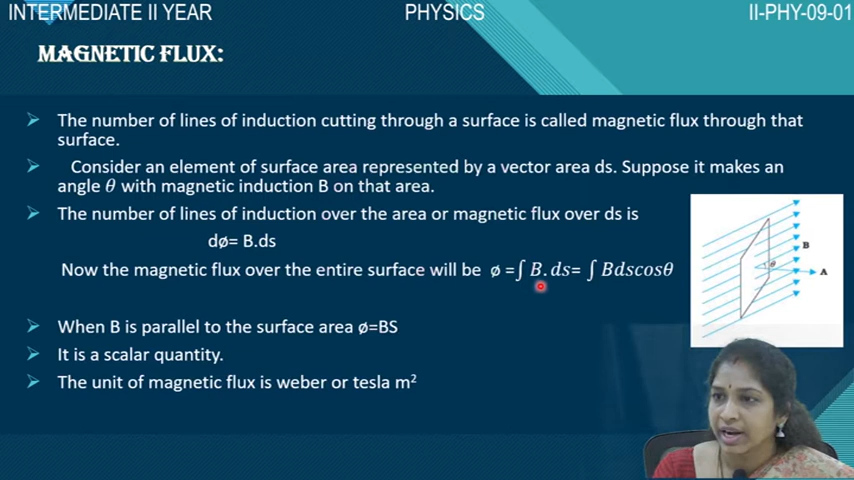 INTERMEDIATE II YEAR PHYSICS II-PHY-09-01
MAGNETIC FLUX:
➢ The number of lines of induction cutting through a surface is called magnetic flux through that
surface.
➢ Consider an element of surface area represented by a vector area ds. Suppose it makes an
angle θ with magnetic induction B on that area.
➢ The number of lines of induction over the area or magnetic flux over ds is
dø= B.ds
Now the magnetic flux over the entire surface will be ø =∫ B. ds= ∫ Bdscosθ
➢ When B is parallel to the surface area ø=BS
➢ It is a scalar quantity.
➢ The unit of magnetic flux is weber or tesla m²
B
θ
A